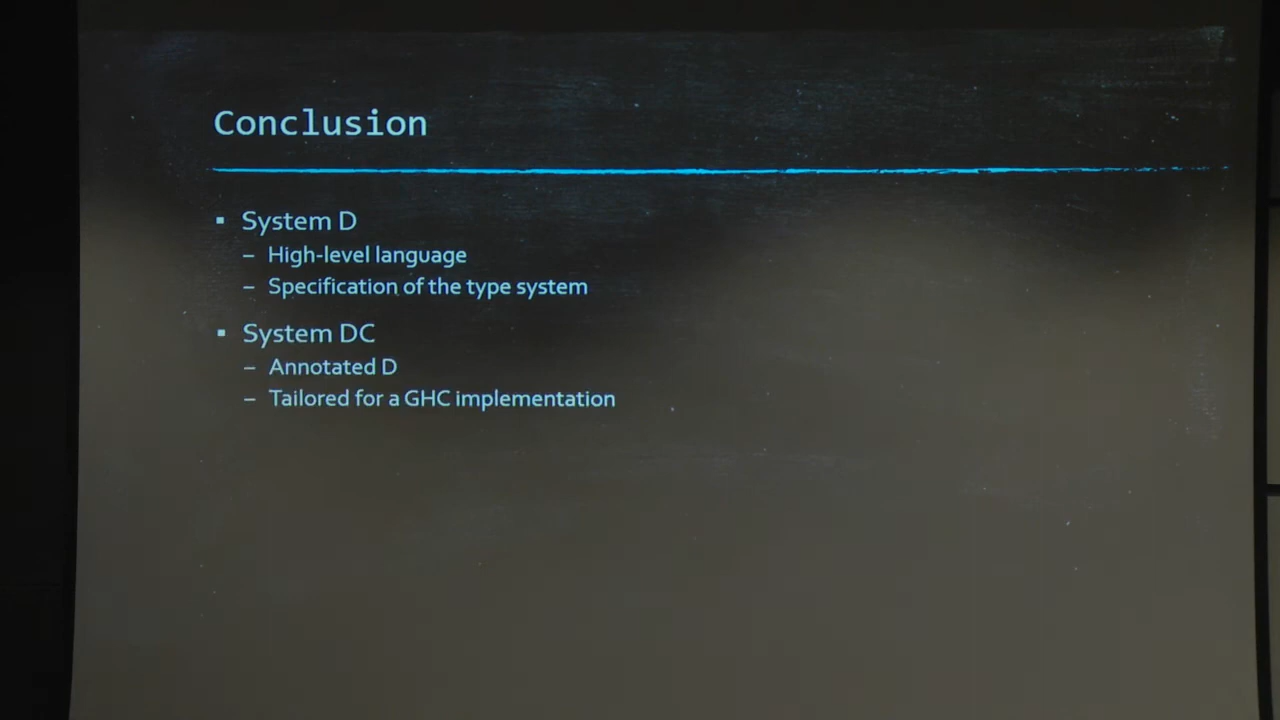 Conclusion
▪ System D
– High-level language
– Specification of the type system
▪ System DC
– Annotated D
– Tailored for a GHC implementation